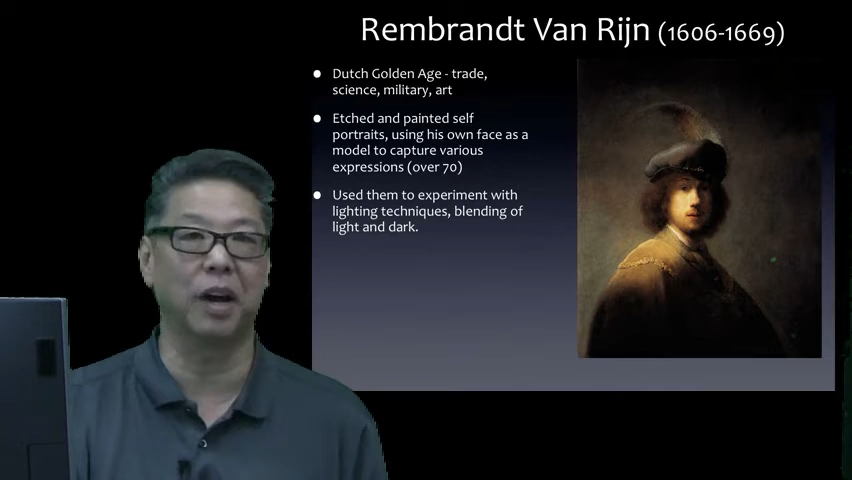 Rembrandt Van Rijn (1606-1669)
• Dutch Golden Age - trade,
science, military, art
• Etched and painted self
portraits, using his own face as a
model to capture various
expressions (over 70)
• Used them to experiment with
lighting techniques, blending of
light and dark.